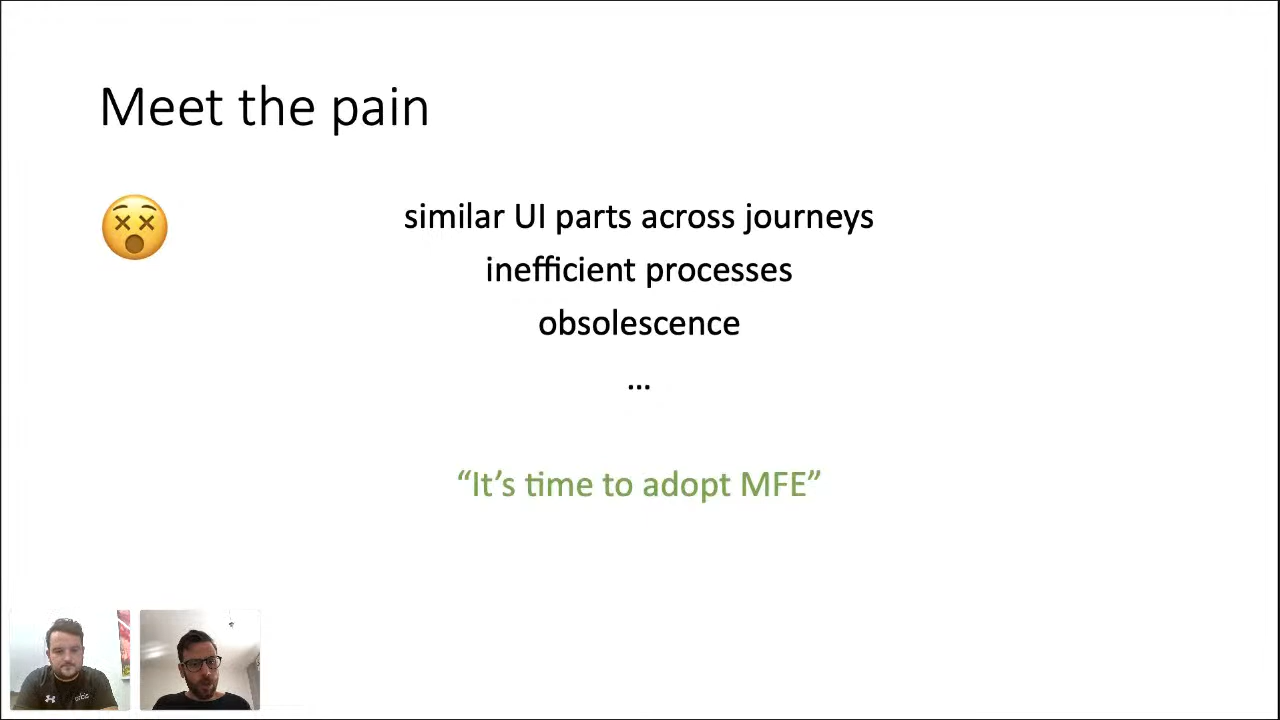 Meet the pain
similar UI parts across journeys
inefficient processes
obsolescence
...
“It’s time to adopt MFE”